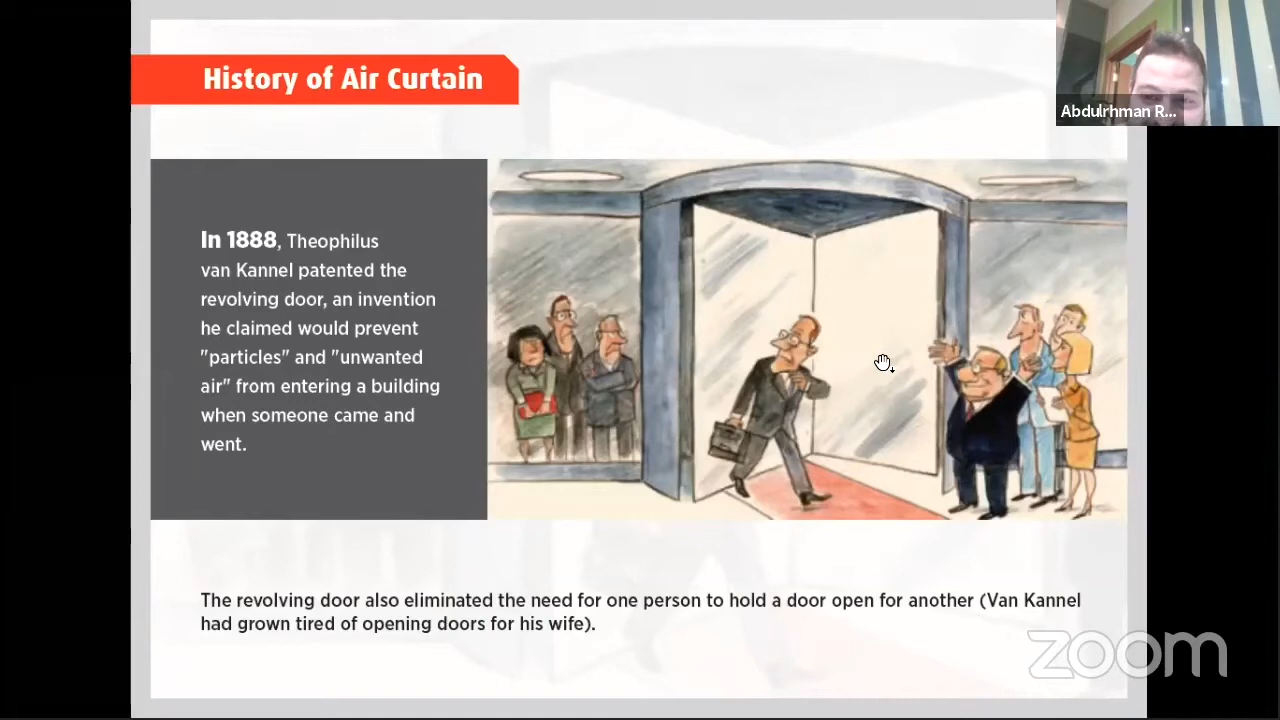 History of Air Curtain
Abdulrhman R...
In 1888, Theophilus
van Kannel patented the
revolving door, an invention
he claimed would prevent
"particles" and "unwanted
air" from entering a building
when someone came and
went.
The revolving door also eliminated the need for one person to hold a door open for another (Van Kannel
had grown tired of opening doors for his wife).
zoom